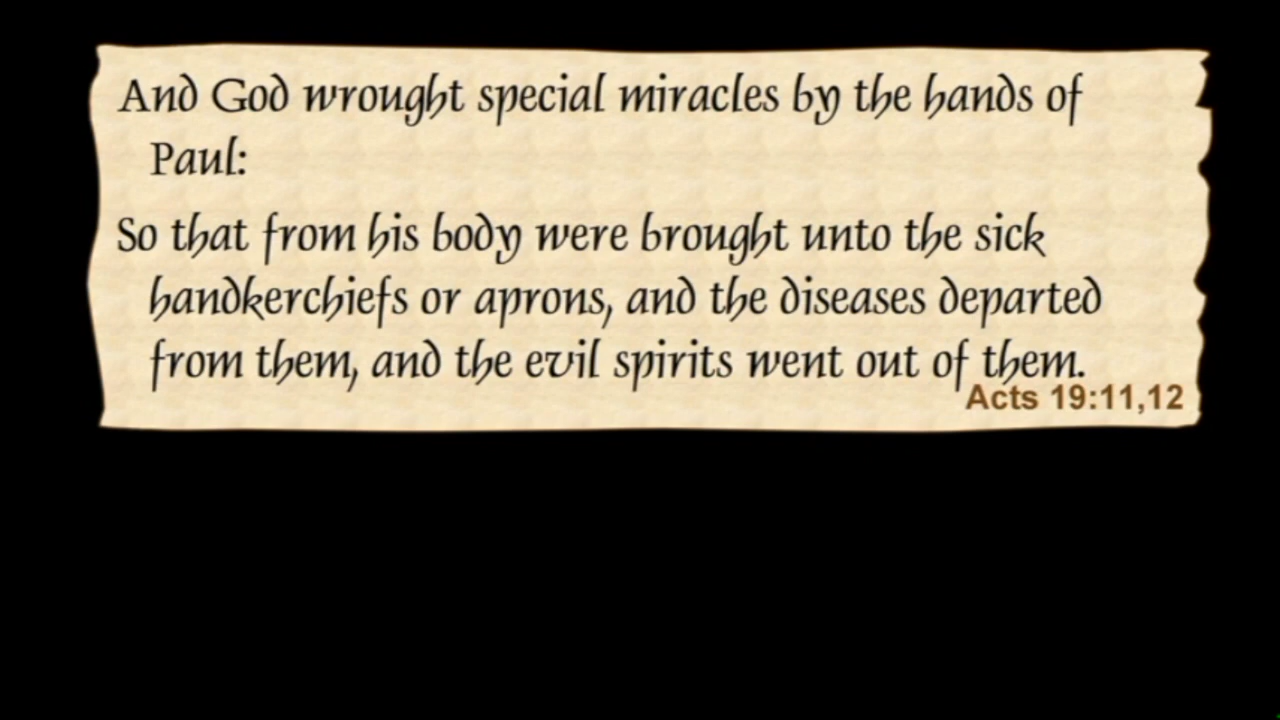 And God wrought special miracles by the hands of
Paul:
So that from his body were brought unto the sick
handkerchiefs or aprons, and the diseases departed
from them, and the evil spirits went out of them.
Acts 19:11,12